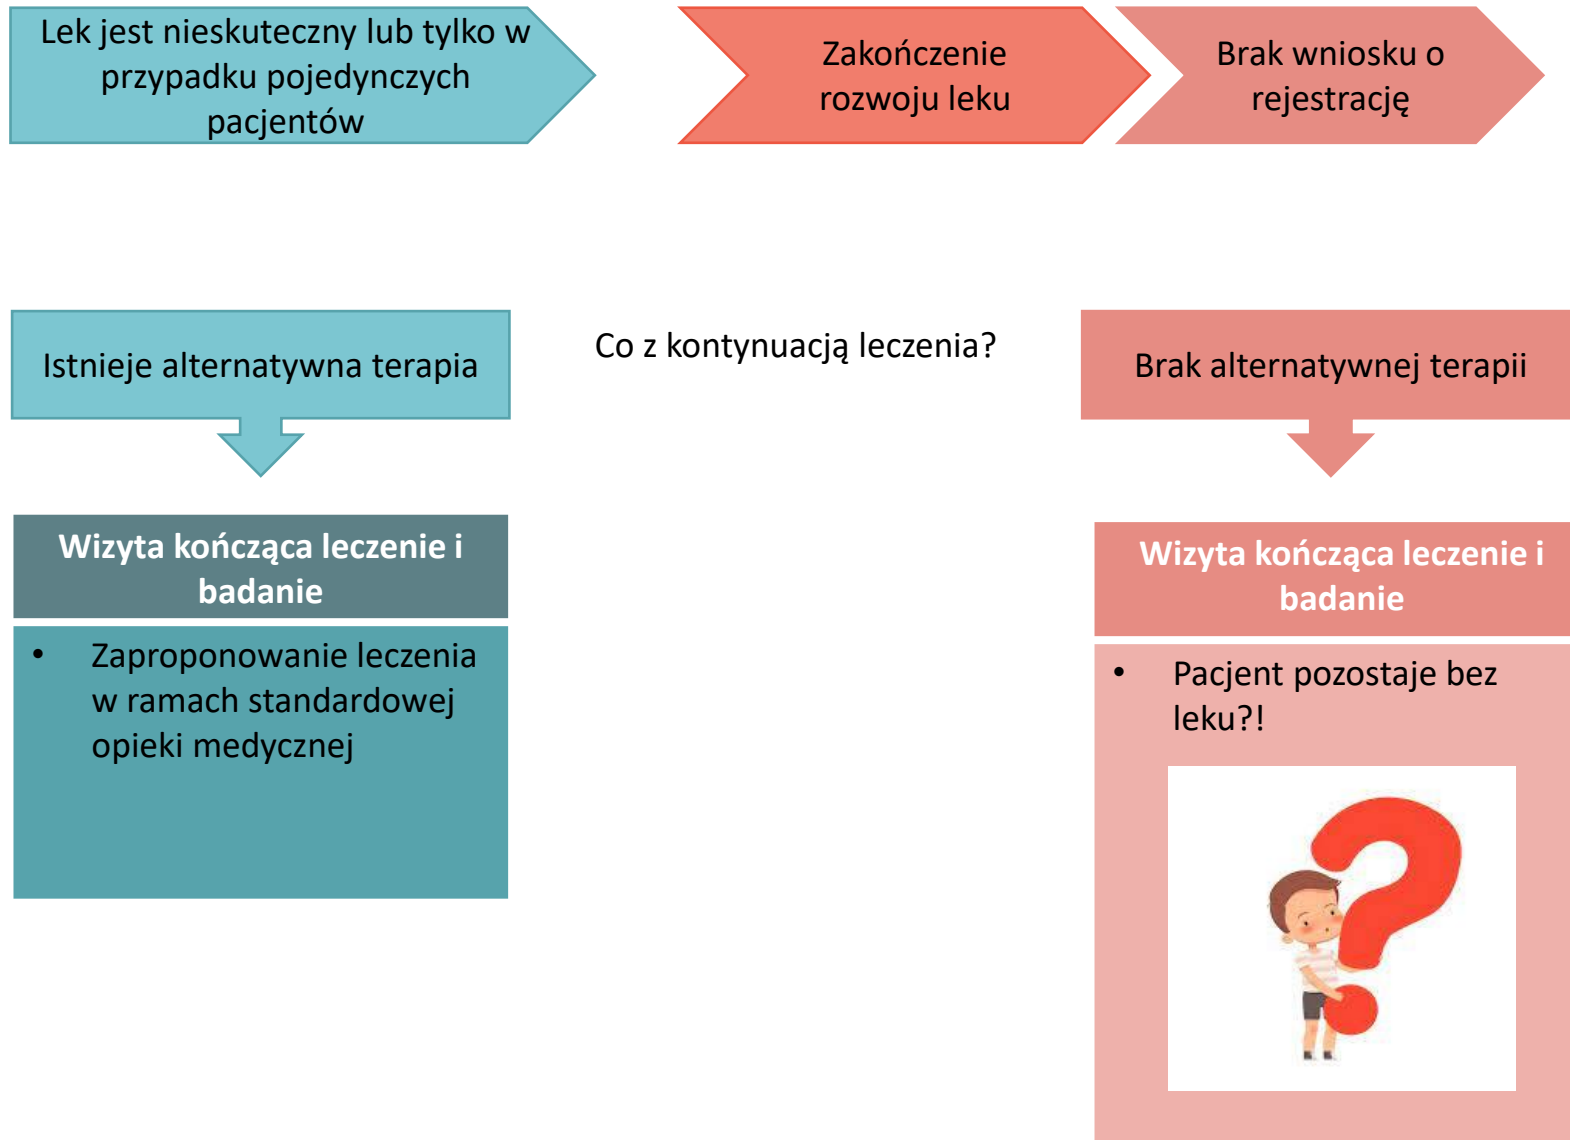 Lek jest nieskuteczny lub tylko w
przypadku pojedynczych
pacjentów
Zakończenie
rozwoju leku
Brak wniosku o
rejestrację
Istnieje alternatywna terapia
Co z kontynuacją leczenia?
Brak alternatywnej terapii
Wizyta kończąca leczenie i
badanie
• Zaproponowanie leczenia
w ramach standardowej
opieki medycznej
Wizyta kończąca leczenie i
badanie
• Pacjent pozostaje bez
leku?!